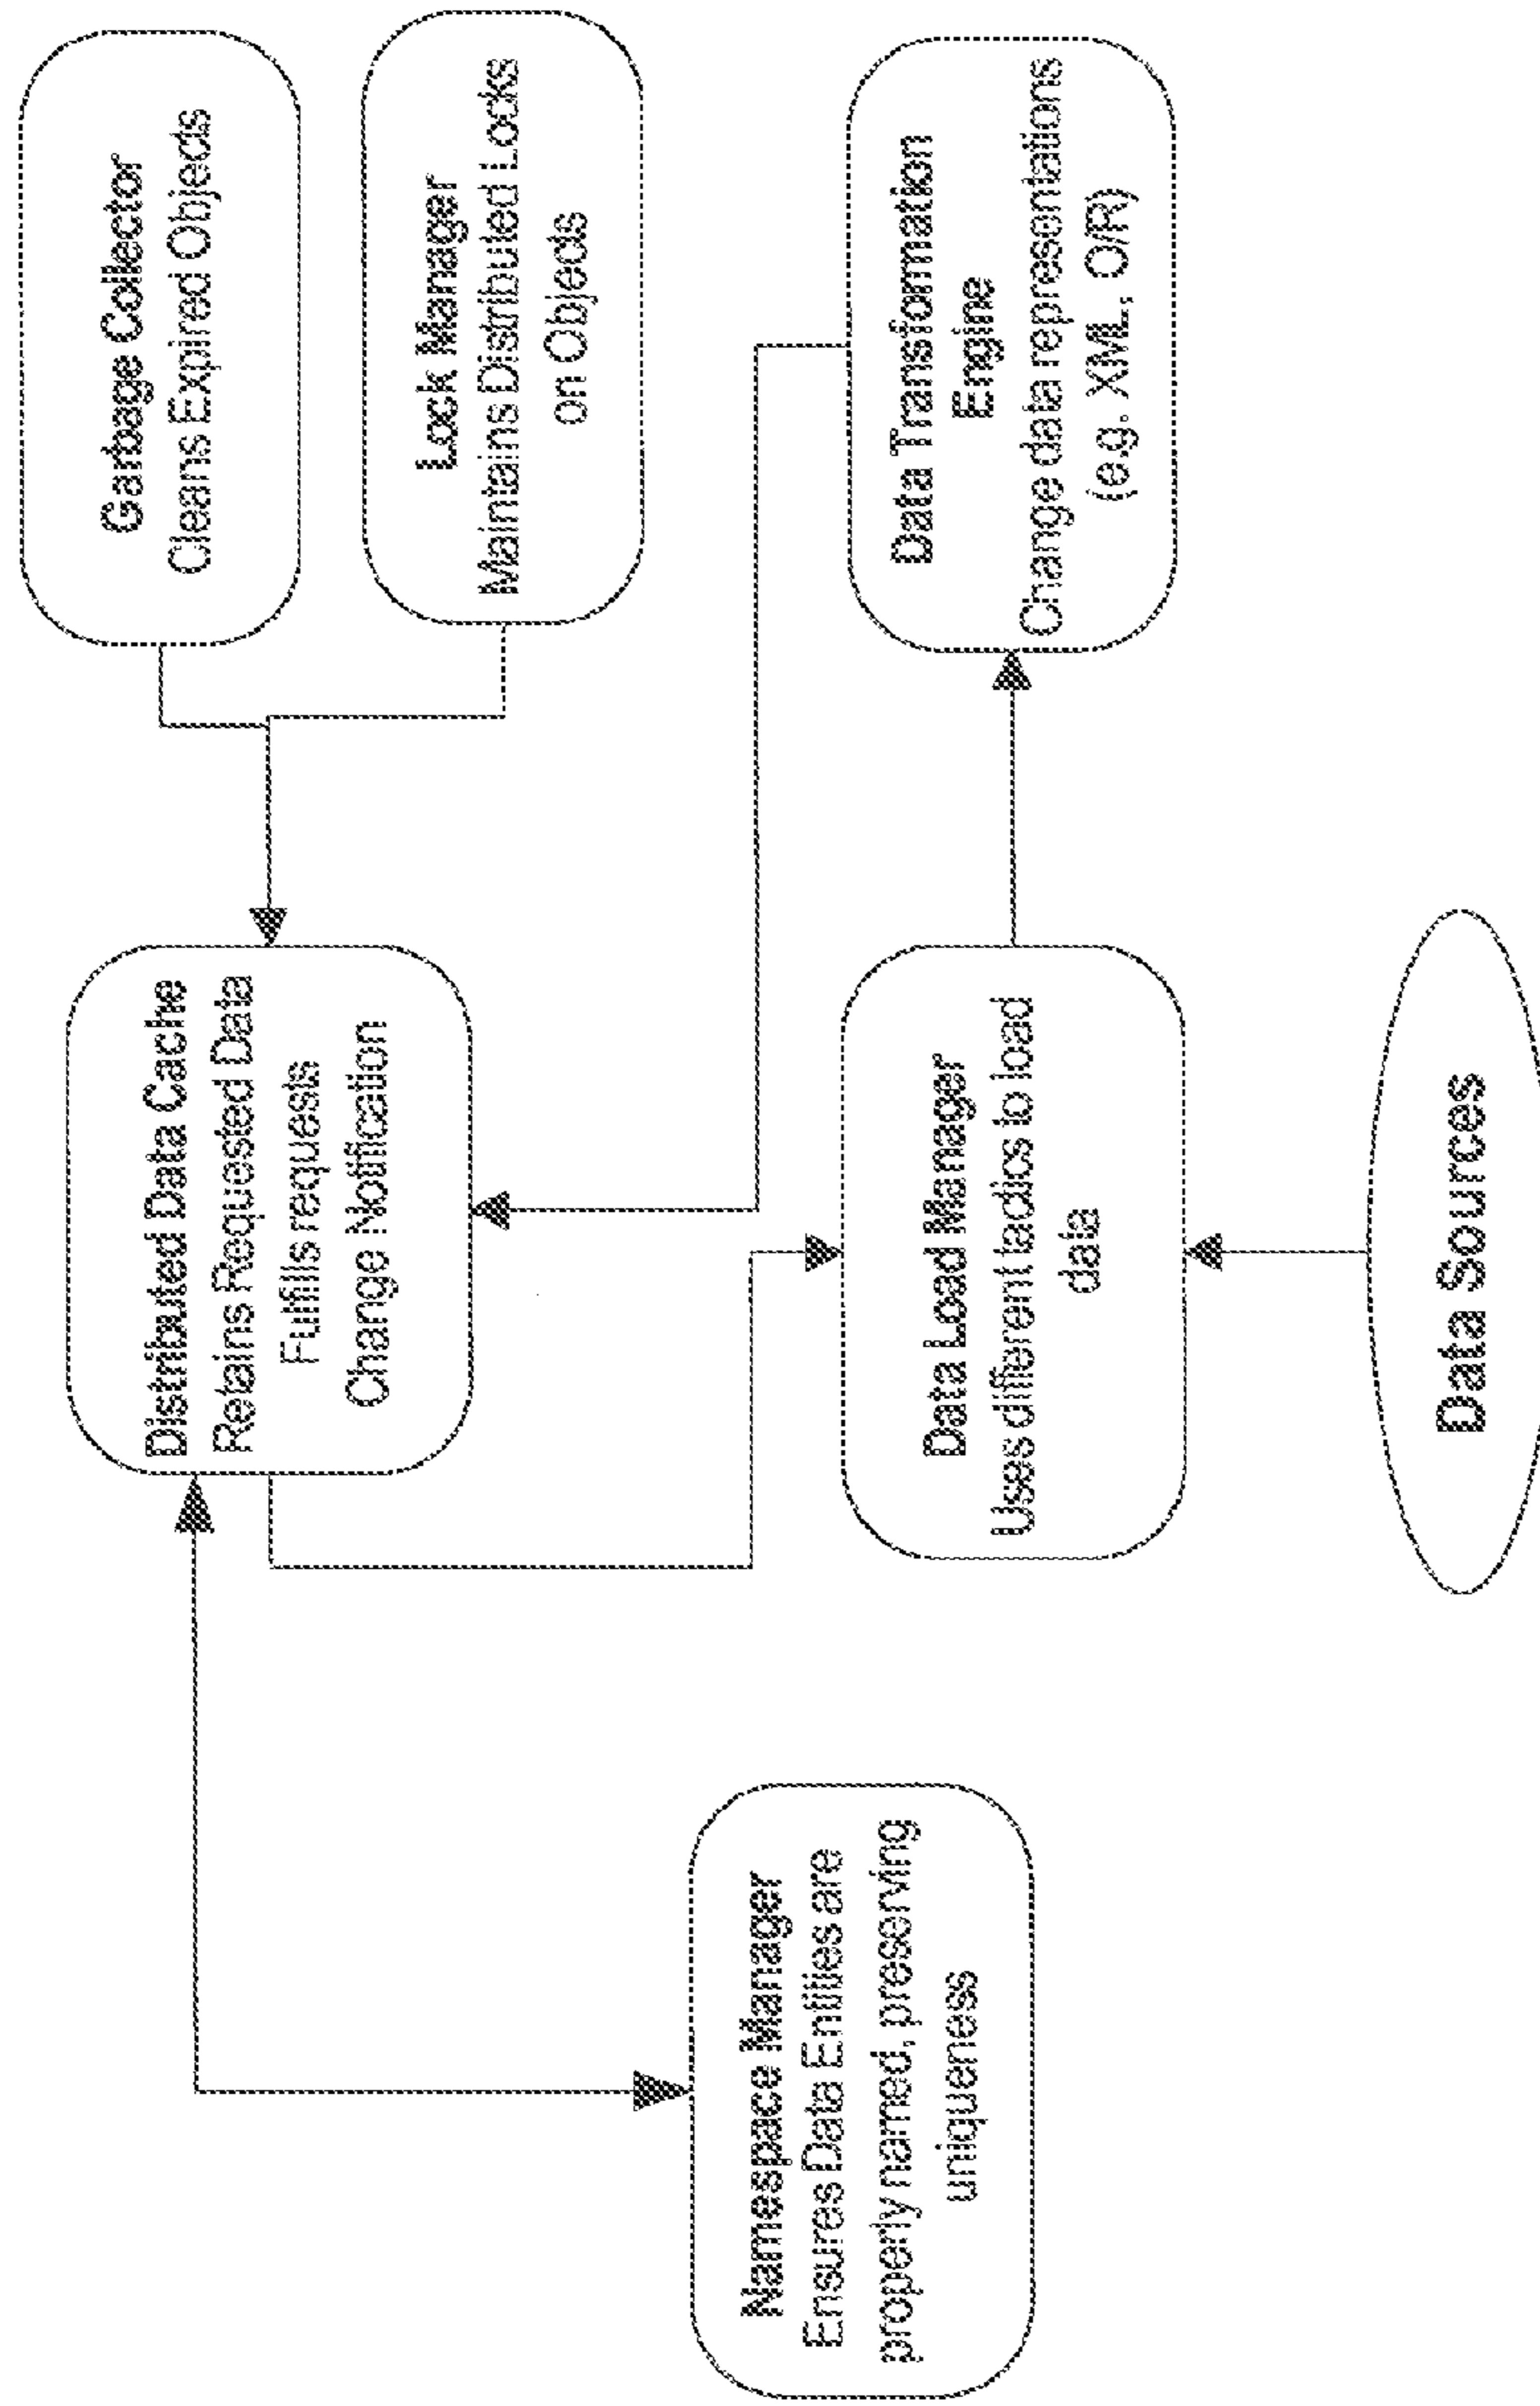 Distributed Data Cache
Retains Requested Data
Fulfills requests
Change Notification
Garbage Collector
Cleans Expired Objects
Lock Manager
Maintains Distributed Locks
on Objects
Namespace Manager
Ensures Data Entities are
properly named, preserving
uniqueness
Data Load Manager
Uses different tactics to load
data
Data Transformation
Engine
Change data representations
(e.g. XML, O/R)
Data Sources